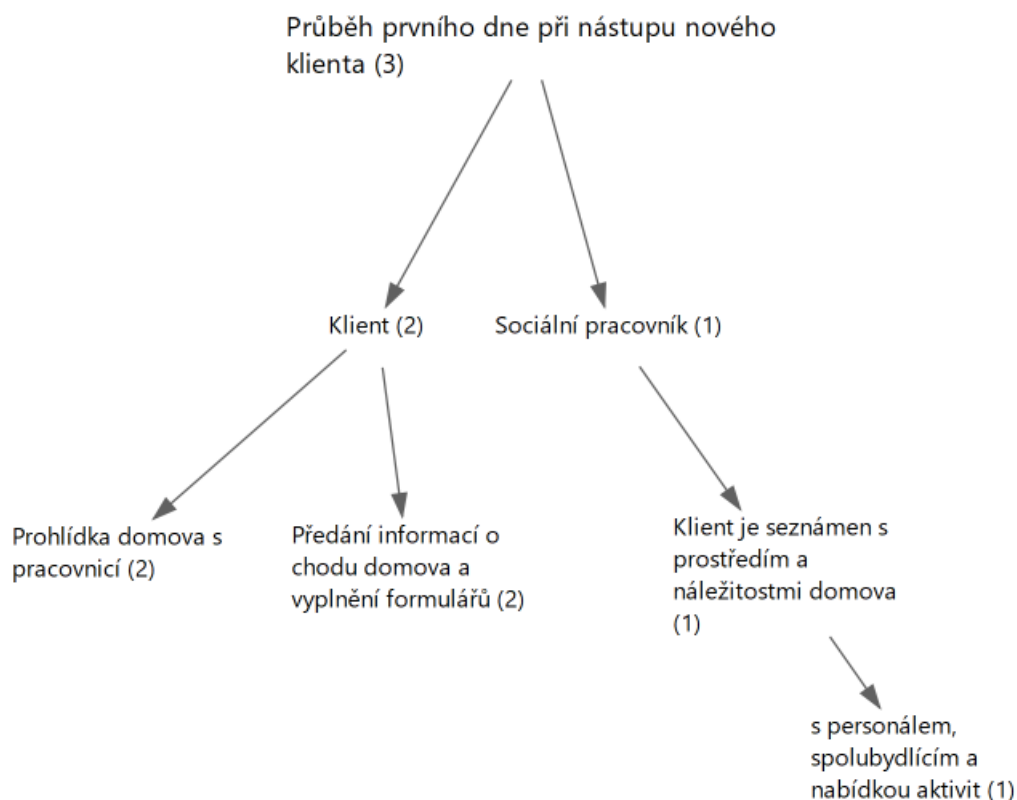 Průběh prvního dne při nástupu nového
klienta (3)
Klient (2)
Sociální pracovník (1)
Prohlídka domova s
pracovnicí (2)
Předání informací o
chodu domova a
vyplnění formulářů (2)
Klient je seznámen s
prostředím a
náležitostmi domova
(1)
s personálem,
spolubydlícím a
nabídkou aktivit (1)